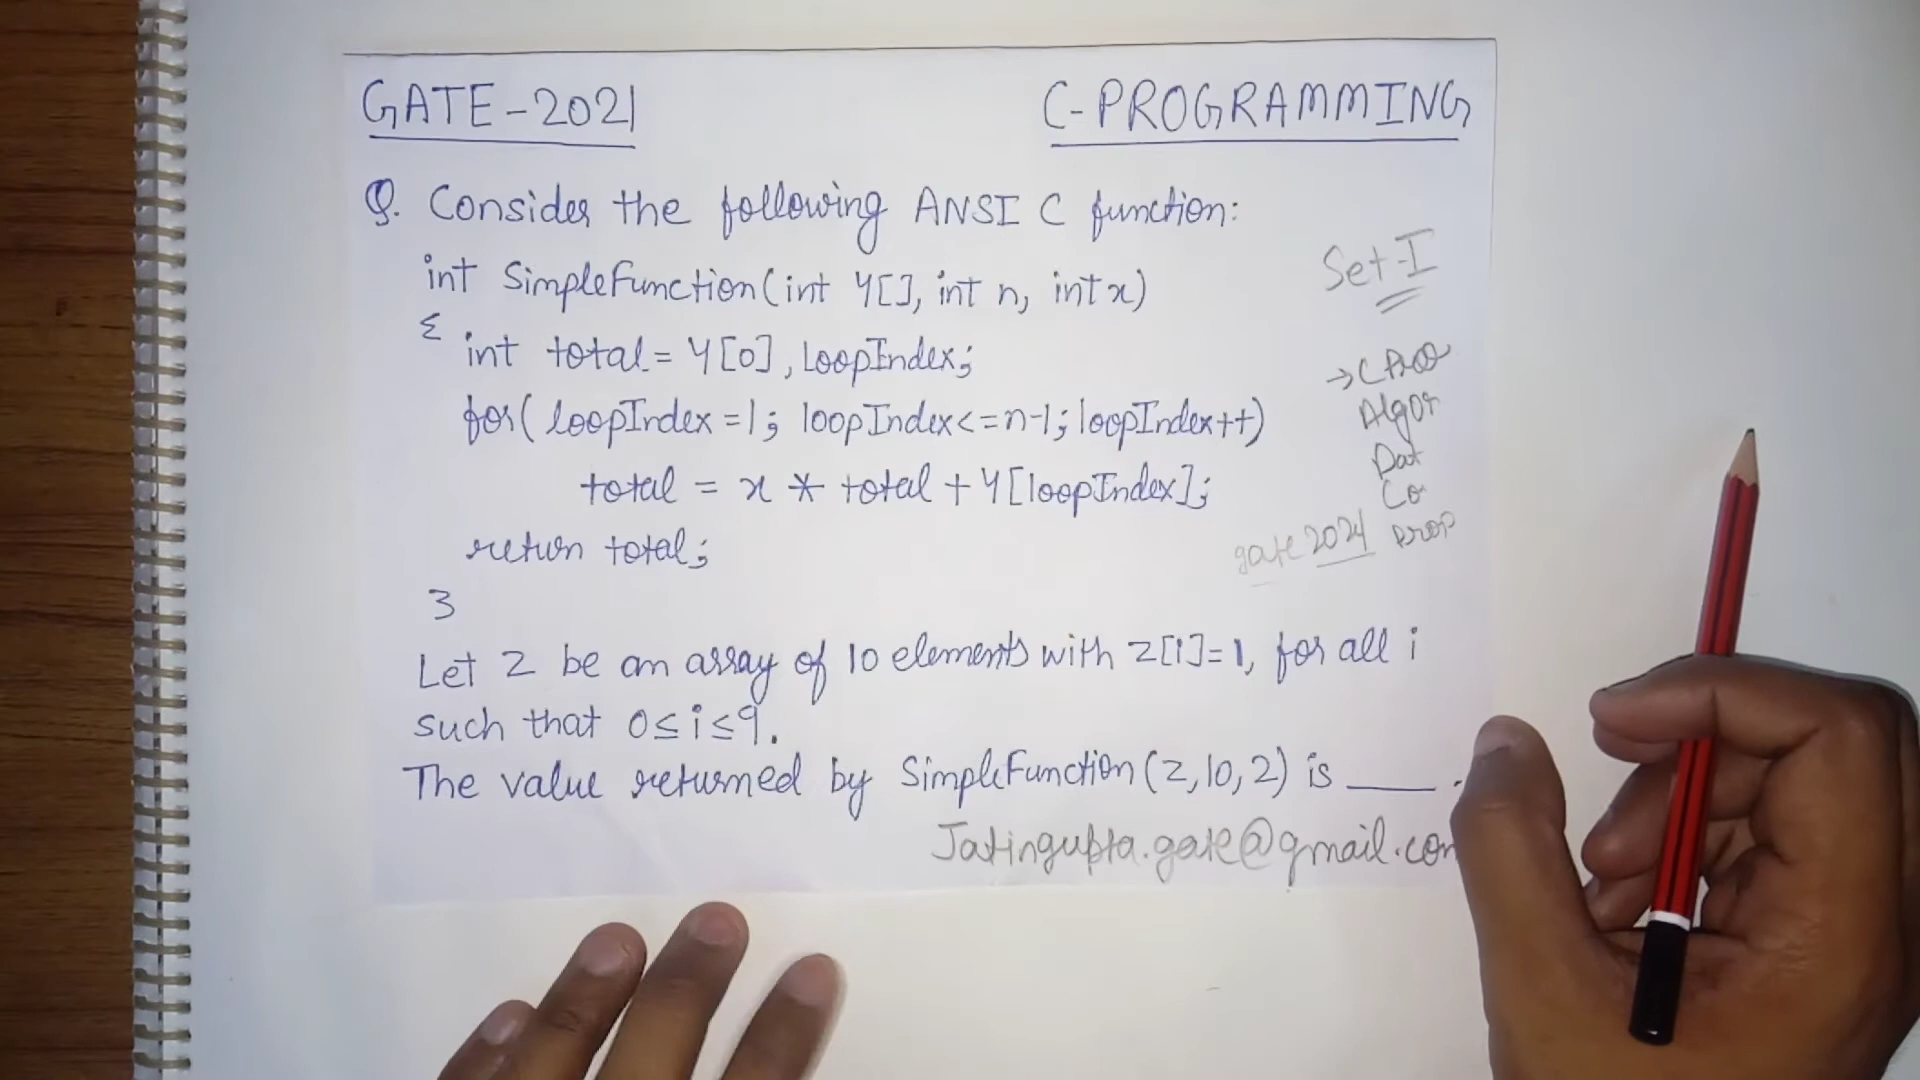 GATE-2021
C-PROGRAMMING
Q. Consider the following ANSI C function:
int SimpleFunction(int Y[], int n, int x)
{ int total = Y[0], LoopIndex;
for( loopIndex = 1; loopIndex<=n-1; loopIndex++)
total = x * total + Y[loopIndex];
return total;
}
Let Z be an array of 10 elements with Z[i]=1, for all i
such that 0≤i≤9.
The value returned by SimpleFunction(Z,10,2) is ____ .
Jatingupta.gate@gmail.com
Set-I
→ C Prog
Algor
Dat
Co
gate 2024